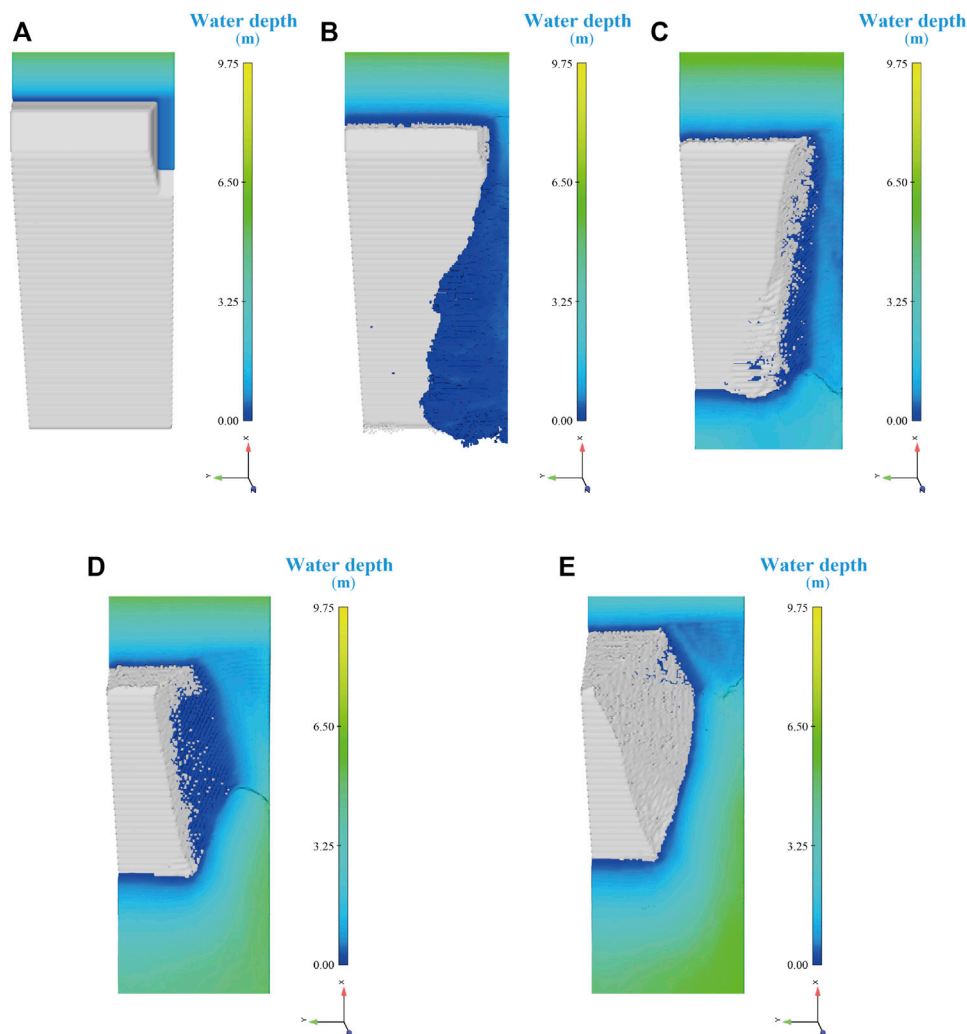 A
Water depth
(m)
9.75
6.50
3.25
0.00
X
Y
Z
B
Water depth
(m)
9.75
6.50
3.25
0.00
X
Y
Z
C
Water depth
(m)
9.75
6.50
3.25
0.00
X
Y
Z
D
Water depth
(m)
9.75
6.50
3.25
0.00
X
Y
E
Water depth
(m)
9.75
6.50
3.25
0.00
X
Y